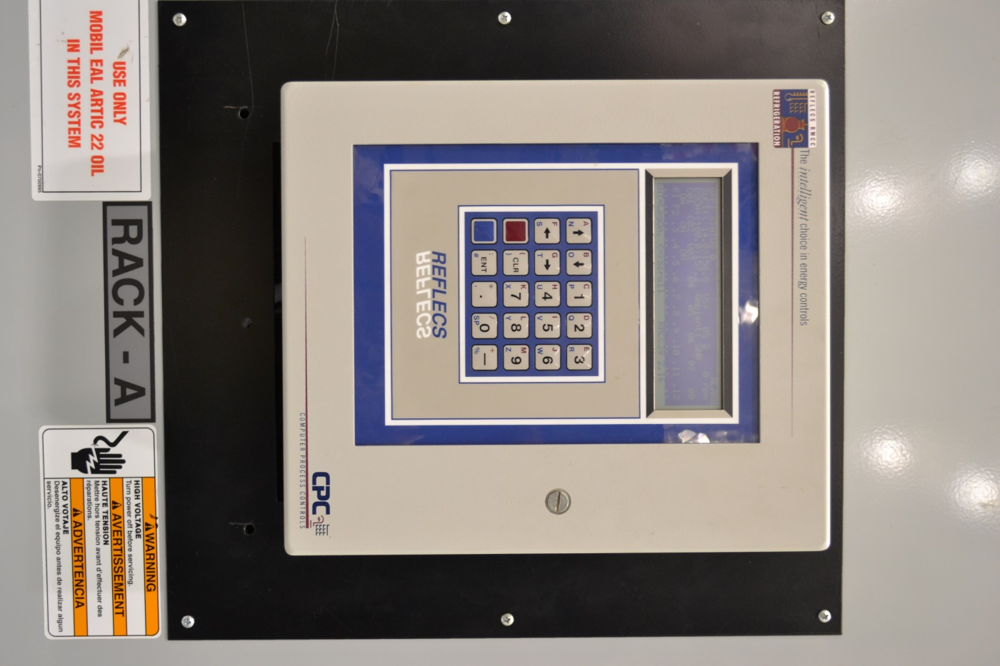 REFLECS RMCC
REFRIGERATION
The intelligent choice in energy controls
A
N
B
O
C
P
1
D
Q
2
E
R
3
F
S
G
T
H
U
4
I
V
5
J
W
6
(
)
CLR
K
X
7
L
Y
8
M
Z
9
:
#
ENT
*
.
/
SP
0
+
%
—
REFLECS
REFLECS
CPC
COMPUTER PROCESS CONTROLS
USE ONLY
MOBIL EAL ARTIC 22 OIL
IN THIS SYSTEM
RACK - A
WARNING
HIGH VOLTAGE
Turn power off before servicing.
AVERTISSEMENT
HAUTE TENSION
Mettre hors tension avant d'effectuer des
réparations.
ADVERTENCIA
ALTO VOTAJE
Desenergize el equipo antes de realizar algun
servicio.